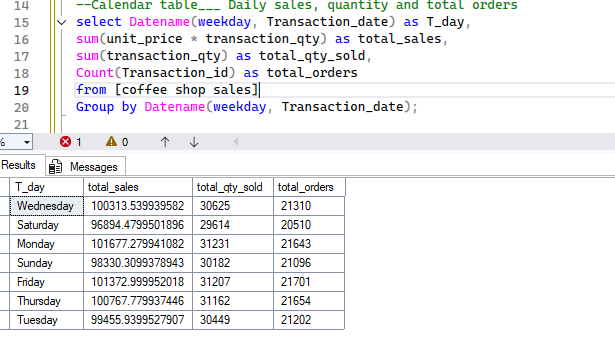 14 --Calendar table___ Daily sales, quantity and total orders
15 select Datename(weekday, Transaction_date) as T_day,
16 sum(unit_price * transaction_qty) as total_sales,
17 sum(transaction_qty) as total_qty_sold,
18 Count(Transaction_id) as total_orders
19 from [coffee shop sales]
20 Group by Datename(weekday, Transaction_date);
21
% 1 0
Results Messages
T_day total_sales total_qty_sold total_orders
Wednesday 100313.539939582 30625 21310
Saturday 96894.4799501896 29614 20510
Monday 101677.279941082 31231 21643
Sunday 98330.3099378943 30182 21096
Friday 101372.999952018 31207 21701
Thursday 100767.779937446 31162 21654
Tuesday 99455.9399527907 30449 21202